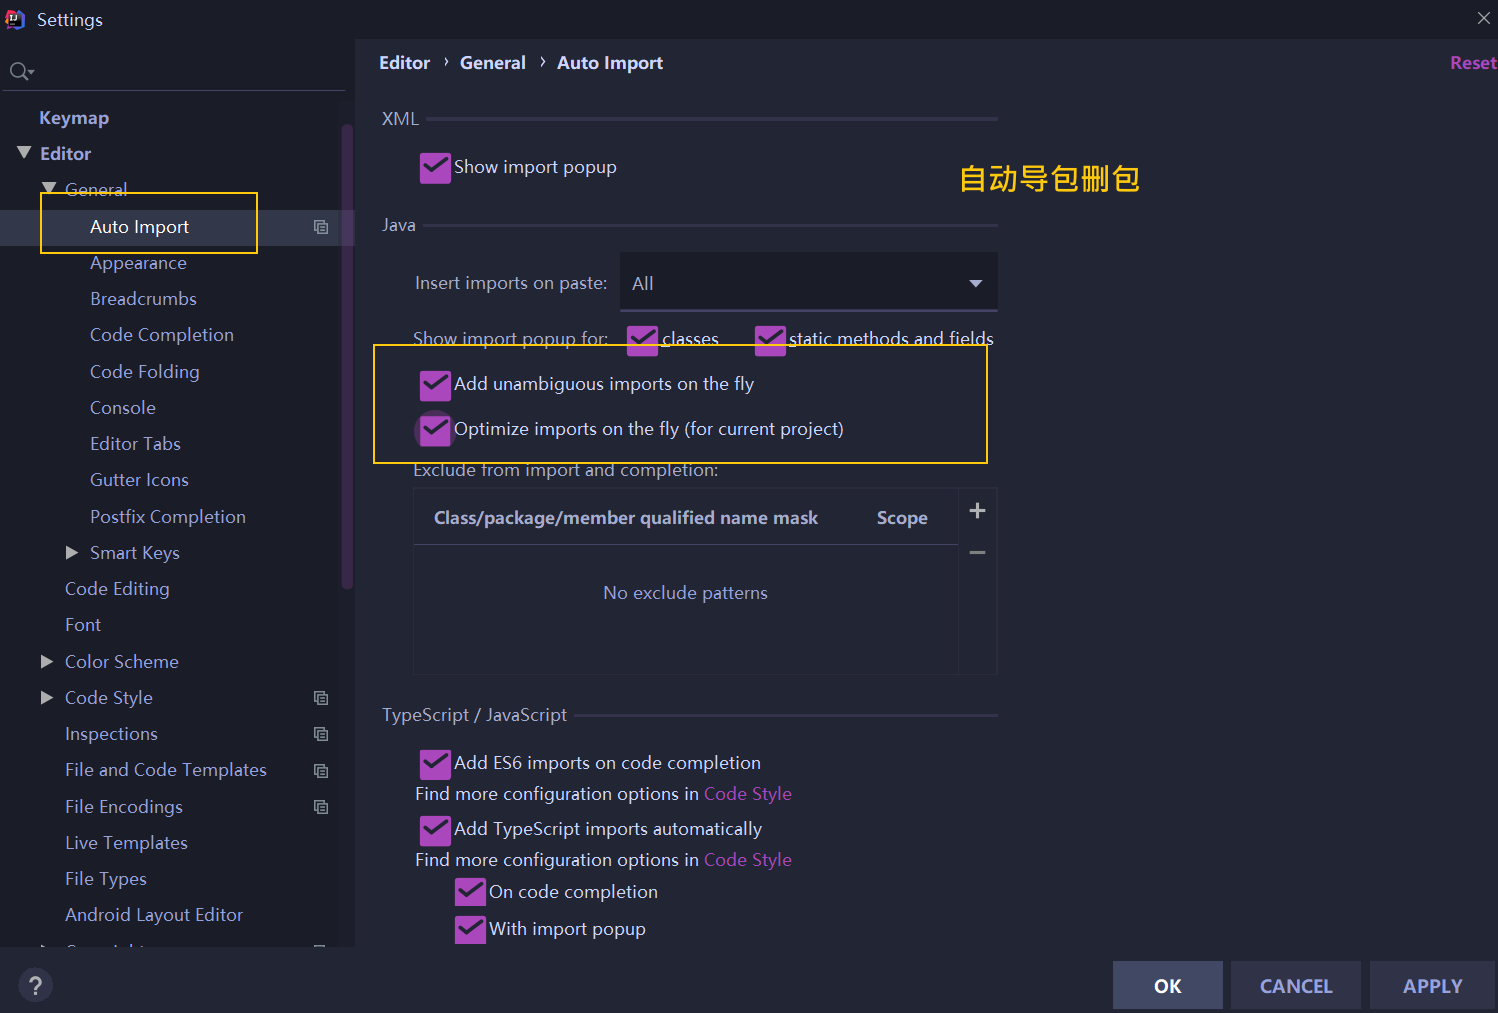 Settings
Keymap
Editor
General
Auto Import
Appearance
Breadcrumbs
Code Completion
Code Folding
Console
Editor Tabs
Gutter Icons
Postfix Completion
Smart Keys
Code Editing
Font
Color Scheme
Code Style
Inspections
File and Code Templates
File Encodings
Live Templates
File Types
Android Layout Editor
Editor › General › Auto Import
Reset
XML
Show import popup
自动导包删包
Java
Insert imports on paste: All
Show import popup for: classes static methods and fields
Add unambiguous imports on the fly
Optimize imports on the fly (for current project)
Exclude from import and completion:
Class/package/member qualified name mask Scope
No exclude patterns
TypeScript / JavaScript
Add ES6 imports on code completion
Find more configuration options in Code Style
Add TypeScript imports automatically
Find more configuration options in Code Style
On code completion
With import popup
? OK CANCEL APPLY